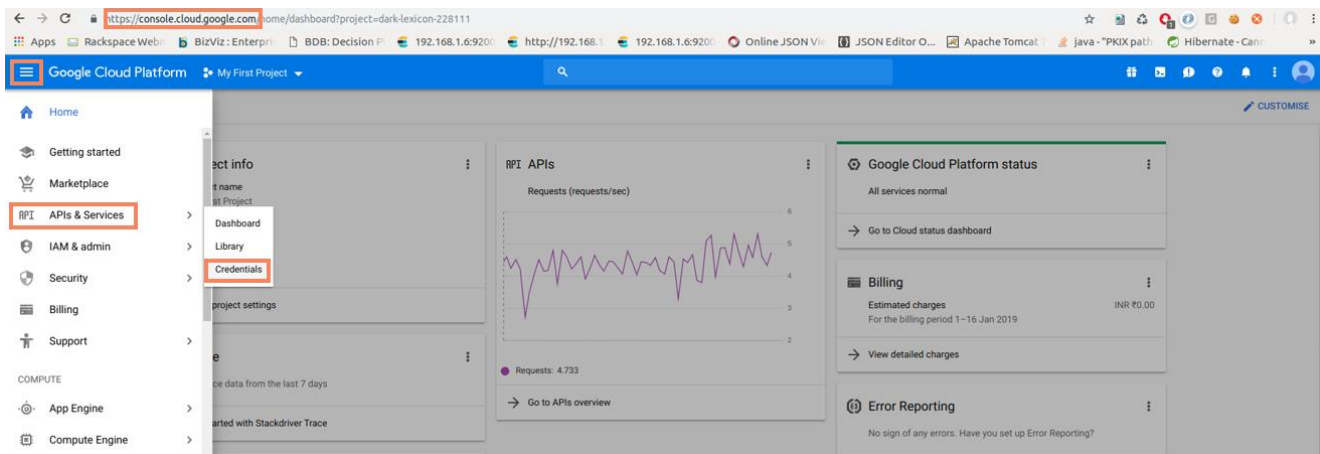 https://console.cloud.google.com/home/dashboard?project=dark-lexicon-228111
Apps Rackspace Webm BizViz : Enterpri BDB: Decision P 192.168.1.6:9200 http://192.168.1 192.168.1.6:9200 Online JSON Vie JSON Editor O... Apache Tomcat java - "PKIX path Hibernate - Cann »
Google Cloud Platform My First Project
CUSTOMISE
Home
Getting started
Marketplace
API APIs & Services
IAM & admin
Security
Billing
Support
COMPUTE
App Engine
Compute Engine
Dashboard
Library
Credentials
ect info
t name
st Project
project settings
e
ce data from the last 7 days
arted with Stackdriver Trace
API APIs
Requests (requests/sec)
6
5
4
3
2
Requests: 4.733
Go to APIs overview
Google Cloud Platform status
All services normal
Go to Cloud status dashboard
Billing
Estimated charges INR ₹0.00
For the billing period 1–16 Jan 2019
View detailed charges
Error Reporting
No sign of any errors. Have you set up Error Reporting?